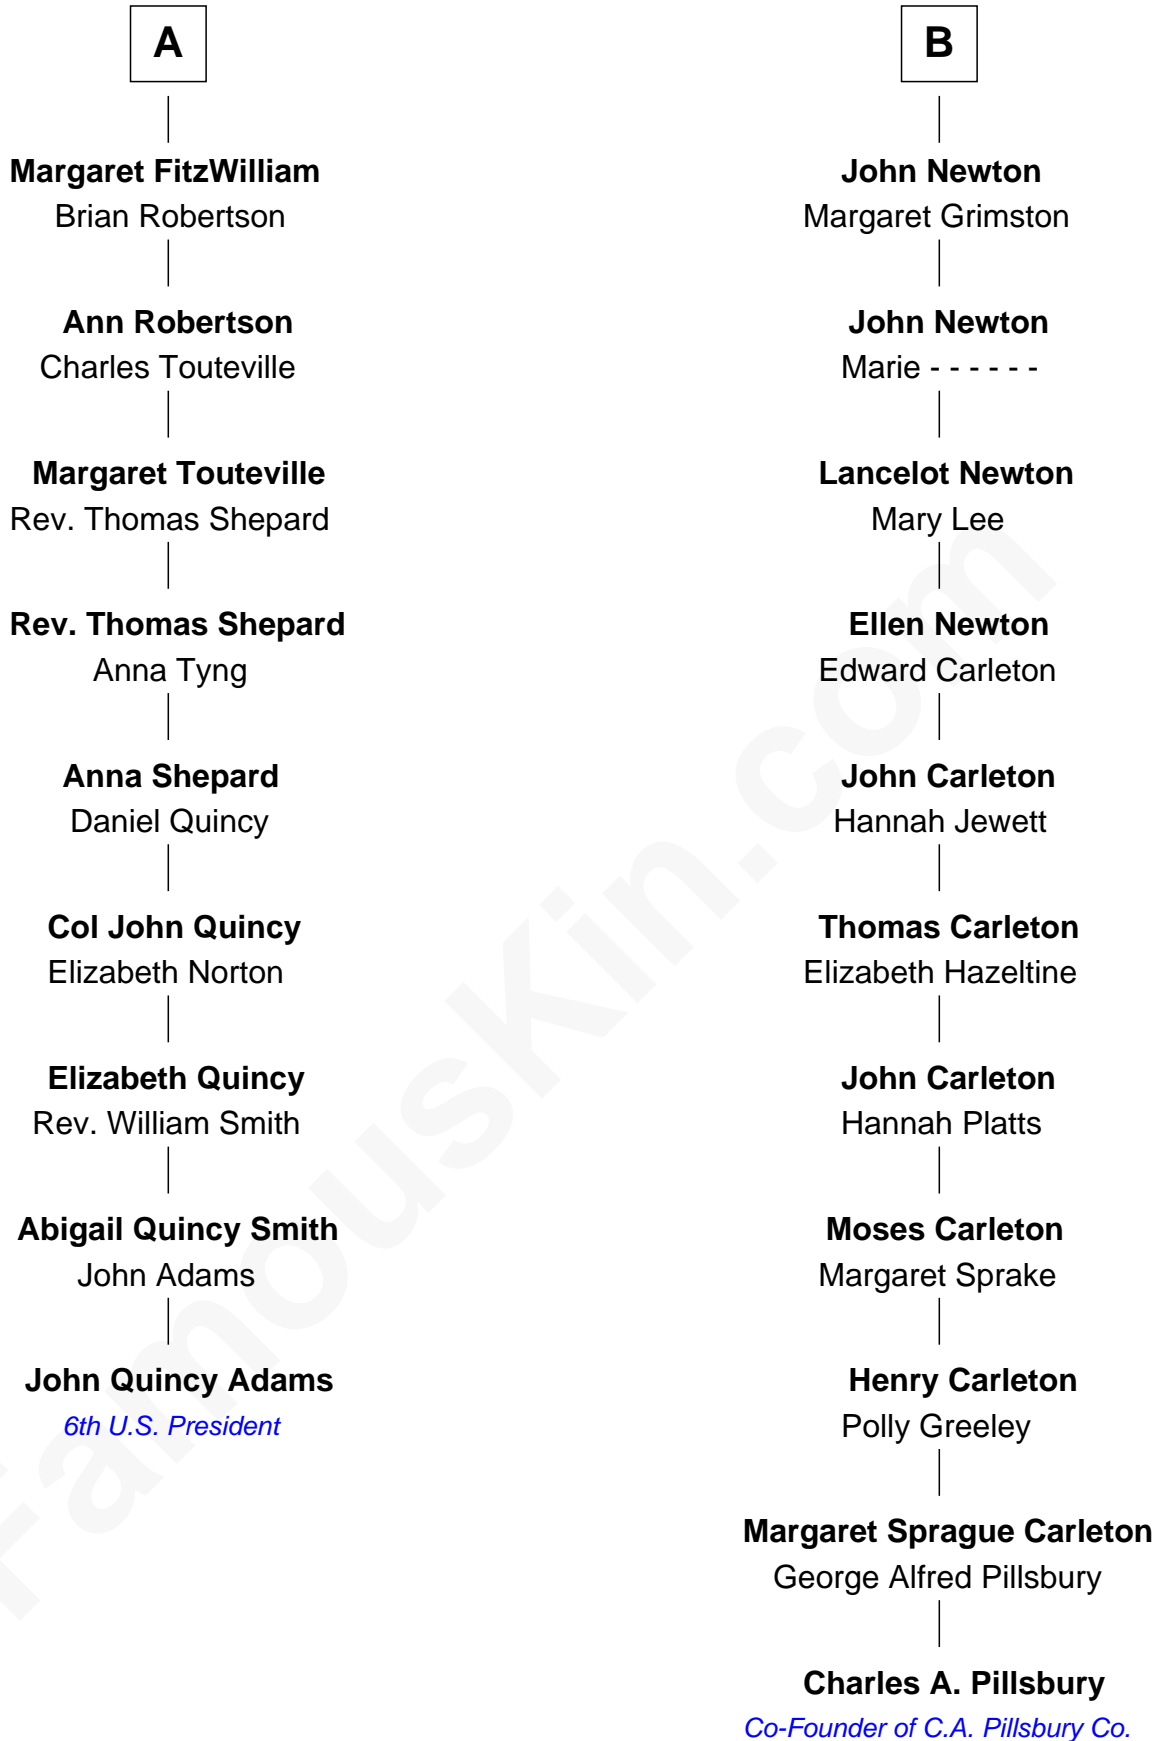 A
Margaret FitzWilliam
Brian Robertson
Ann Robertson
Charles Touteville
Margaret Touteville
Rev. Thomas Shepard
Rev. Thomas Shepard
Anna Tyng
Anna Shepard
Daniel Quincy
Col John Quincy
Elizabeth Norton
Elizabeth Quincy
Rev. William Smith
Abigail Quincy Smith
John Adams
John Quincy Adams
6th U.S. President
B
John Newton
Margaret Grimston
John Newton
Marie - - - - - -
Lancelot Newton
Mary Lee
Ellen Newton
Edward Carleton
John Carleton
Hannah Jewett
Thomas Carleton
Elizabeth Hazeltine
John Carleton
Hannah Platts
Moses Carleton
Margaret Sprake
Henry Carleton
Polly Greeley
Margaret Sprague Carleton
George Alfred Pillsbury
Charles A. Pillsbury
Co-Founder of C.A. Pillsbury Co.
FamousKin.com